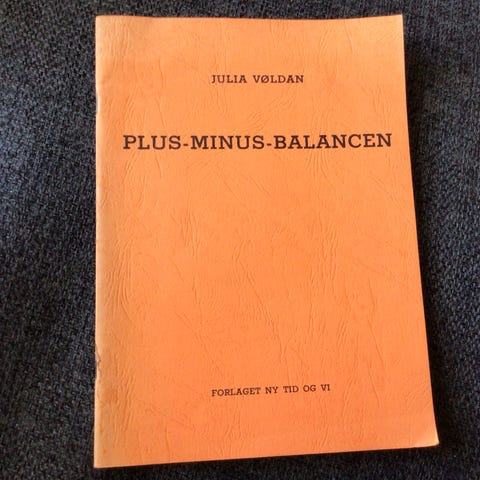 JULIA VØLDAN
PLUS-MINUS-BALANCEN
FORLAGET NY TID OG VI